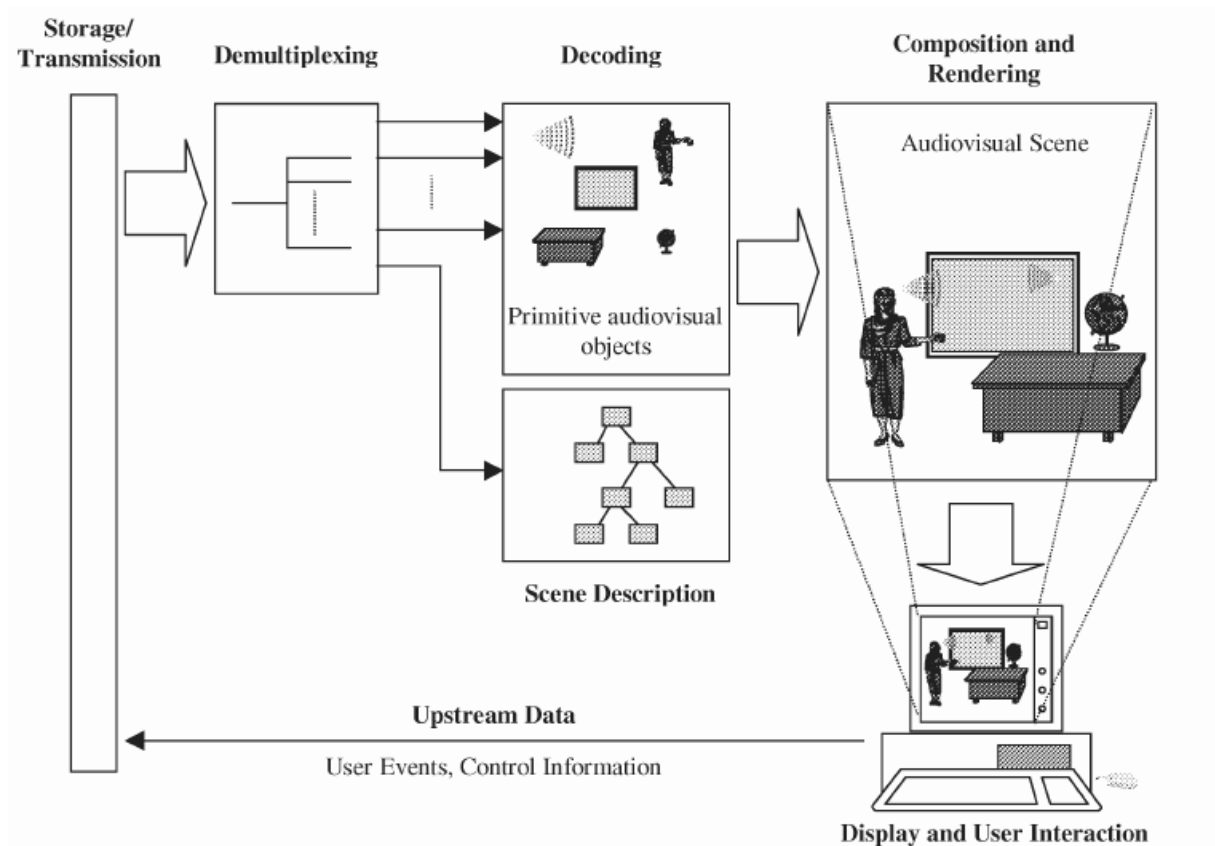 Storage/
Transmission
Demultiplexing
Decoding
Composition and
Rendering
Audiovisual Scene
Primitive audiovisual
objects
Scene Description
Upstream Data
User Events, Control Information
Display and User Interaction